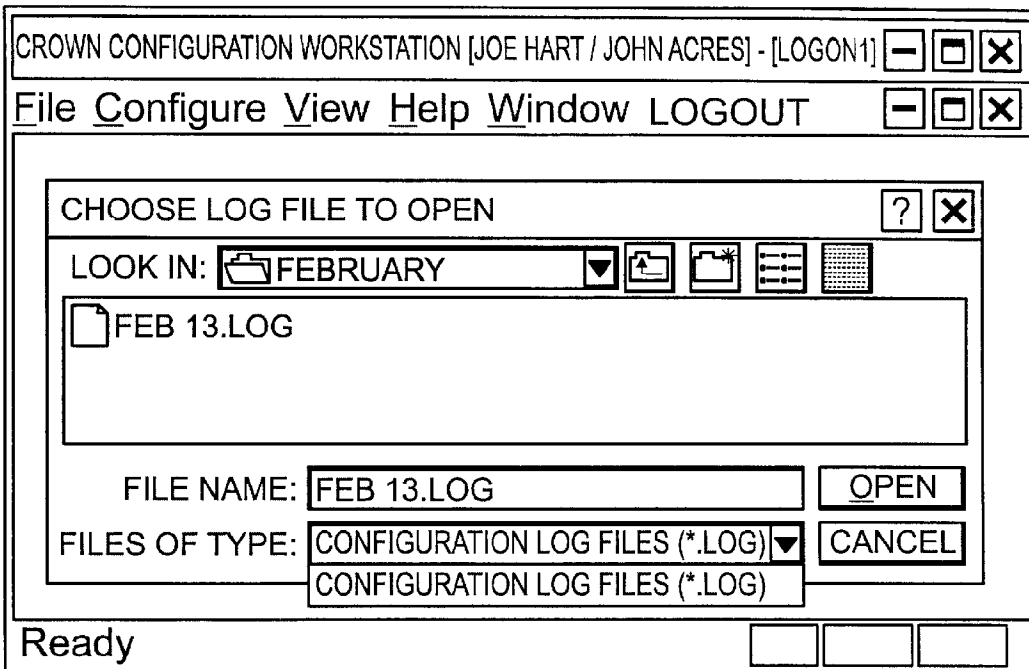 CROWN CONFIGURATION WORKSTATION [JOE HART / JOHN ACRES] - [LOGON1]
File Configure View Help Window LOGOUT
CHOOSE LOG FILE TO OPEN ?
LOOK IN: FEBRUARY
FEB 13.LOG
FILE NAME: FEB 13.LOG OPEN
FILES OF TYPE: CONFIGURATION LOG FILES (*.LOG) CANCEL
CONFIGURATION LOG FILES (*.LOG)
Ready